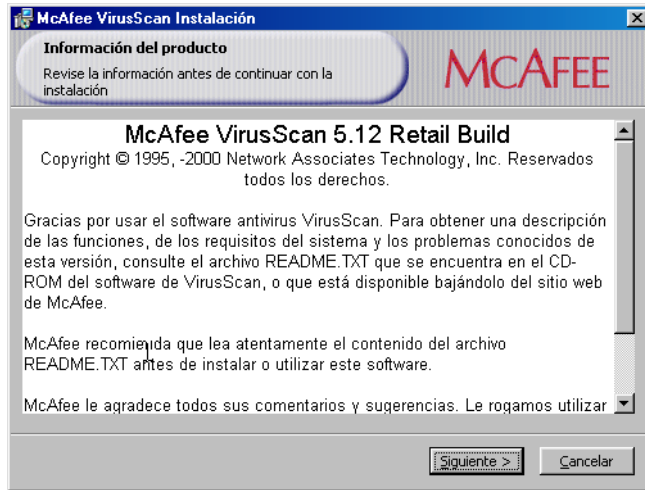 McAfee VirusScan Instalación
Información del producto
Revise la información antes de continuar con la
instalación
MCAFEE
McAfee VirusScan 5.12 Retail Build
Copyright © 1995, -2000 Network Associates Technology, Inc. Reservados
todos los derechos.
Gracias por usar el software antivirus VirusScan. Para obtener una descripción
de las funciones, de los requisitos del sistema y los problemas conocidos de
esta versión, consulte el archivo README.TXT que se encuentra en el CD-
ROM del software de VirusScan, o que está disponible bajándolo del sitio web
de McAfee.
McAfee recomienda que lea atentamente el contenido del archivo
README.TXT antes de instalar o utilizar este software.
McAfee le agradece todos sus comentarios y sugerencias. Le rogamos utilizar
Siguiente >
Cancelar